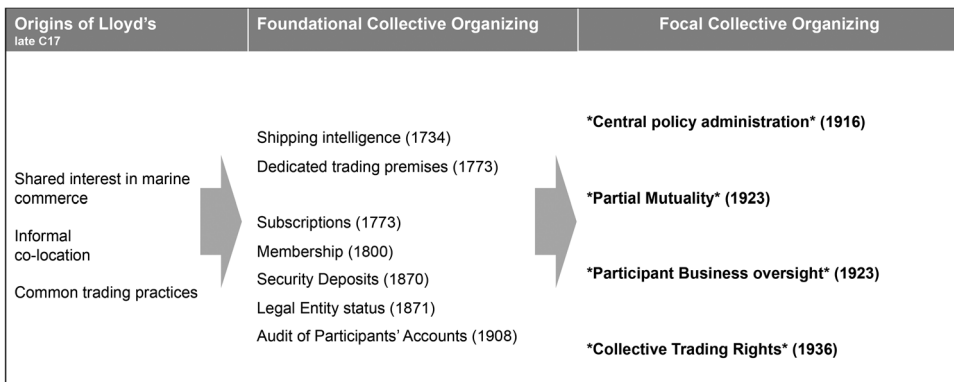 Origins of Lloyd's
late C17
Foundational Collective Organizing
Focal Collective Organizing
Shared interest in marine
commerce
Informal
co-location
Common trading practices
Shipping intelligence (1734)
Dedicated trading premises (1773)
Subscriptions (1773)
Membership (1800)
Security Deposits (1870)
Legal Entity status (1871)
Audit of Participants' Accounts (1908)
*Central policy administration* (1916)
*Partial Mutuality* (1923)
*Participant Business oversight* (1923)
*Collective Trading Rights* (1936)